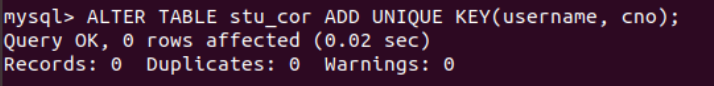 mysql> ALTER TABLE stu_cor ADD UNIQUE KEY(username, cno);
Query OK, 0 rows affected (0.02 sec)
Records: 0  Duplicates: 0  Warnings: 0